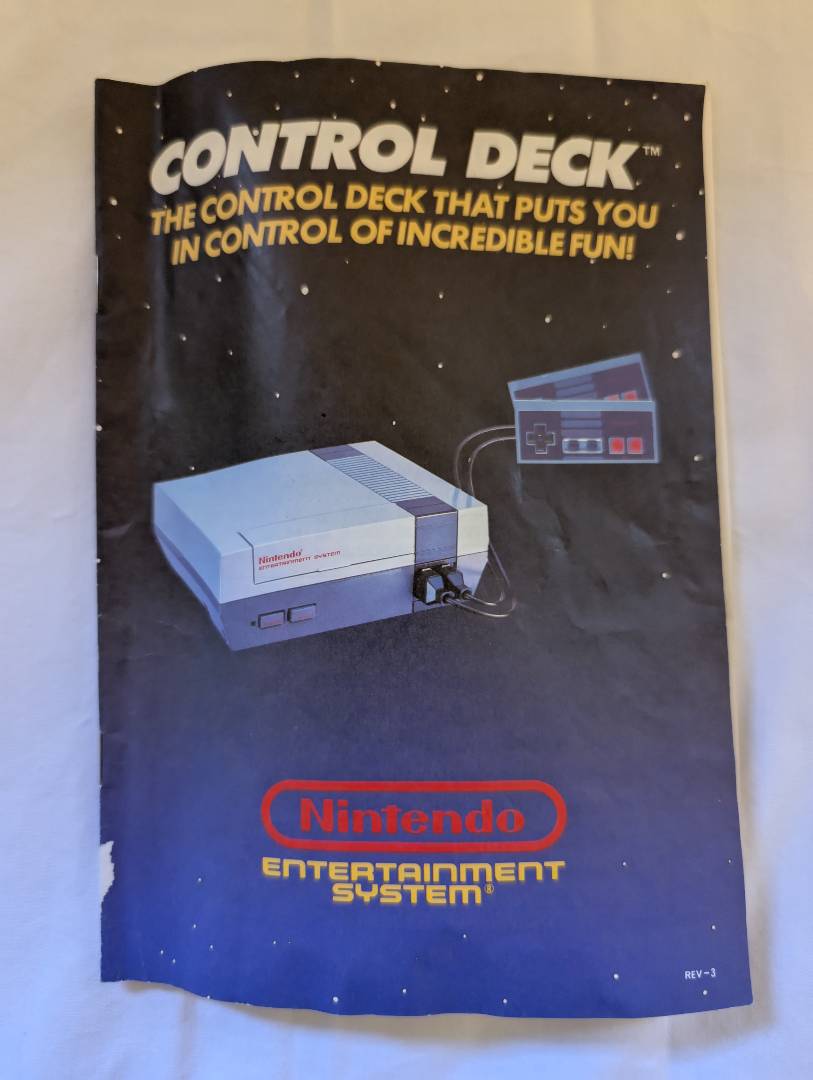 CONTROL DECK™
THE CONTROL DECK THAT PUTS YOU
IN CONTROL OF INCREDIBLE FUN!
Nintendo®
ENTERTAINMENT SYSTEM
Nintendo
ENTERTAINMENT
SYSTEM®
REV-3